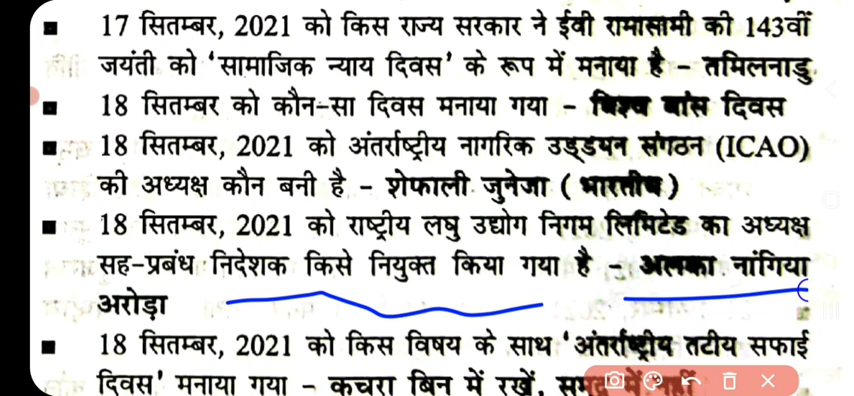 ▪ 17 सितम्बर, 2021 को किस राज्य सरकार ने ईवी रामासामी की 143वीं
जयंती को 'सामाजिक न्याय दिवस' के रूप में मनाया है – तमिलनाडु
▪ 18 सितम्बर को कौन-सा दिवस मनाया गया – विश्व बांस दिवस
▪ 18 सितम्बर, 2021 को अंतर्राष्ट्रीय नागरिक उड्डयन संगठन (ICAO)
की अध्यक्ष कौन बनी है – शेफाली जुनेजा (भारतीय)
▪ 18 सितम्बर, 2021 को राष्ट्रीय लघु उद्योग निगम लिमिटेड का अध्यक्ष
सह-प्रबंध निदेशक किसे नियुक्त किया गया है – अलका नांगिया
अरोड़ा
▪ 18 सितम्बर, 2021 को किस विषय के साथ 'अंतर्राष्ट्रीय तटीय सफाई
दिवस' मनाया गया – कचरा बिन में रखें, समुद्र में नहीं